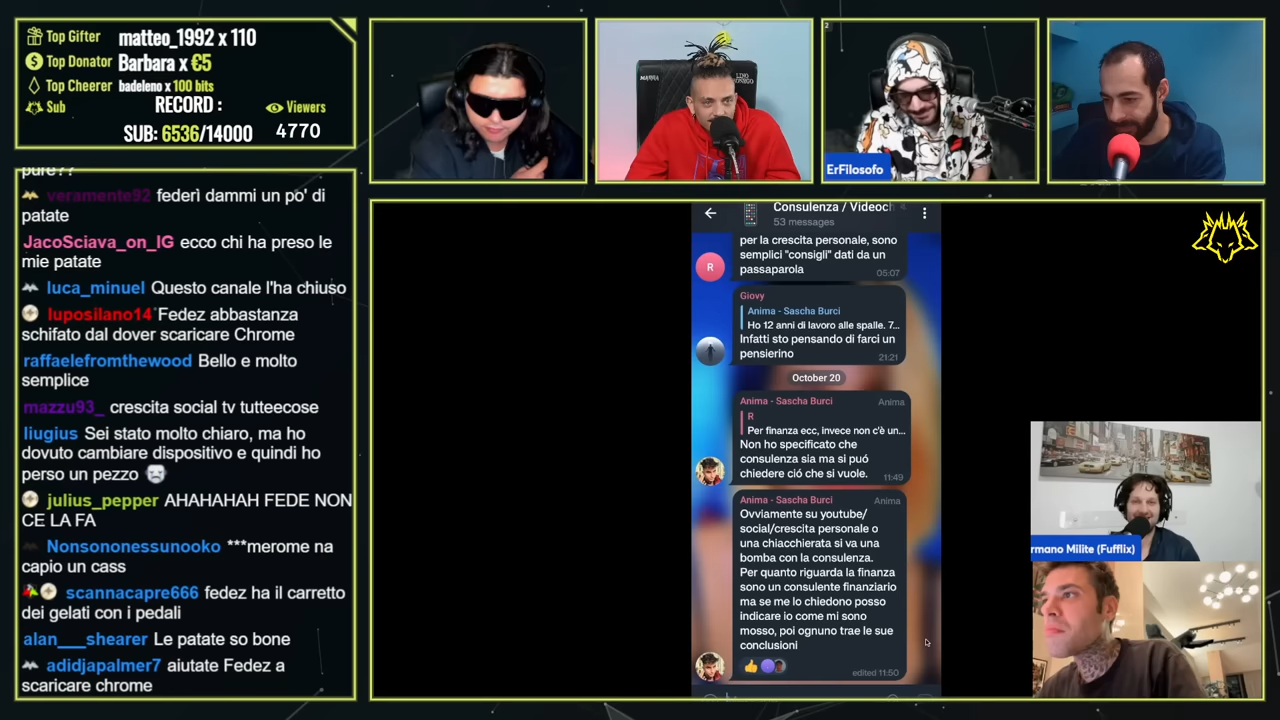 Top Gifter matteo_1992 x 110
Top Donator Barbara x €5
Top Cheerer badeleno x 100 bits
Sub RECORD : Viewers
SUB: 6536/14000 4770
pure??
veramente92 federì dammi un po' di
patate
JacoSciava_on_IG ecco chi ha preso le
mie patate
luca_minuel Questo canale l'ha chiuso
luposilano14 Fedez abbastanza
schifato dal dover scaricare Chrome
raffaelefromthewood Bello e molto
semplice
mazzu93_ crescita social tv tutteecose
liugius Sei stato molto chiaro, ma ho
dovuto cambiare dispositivo e quindi ho
perso un pezzo
julius_pepper AHAHAHAH FEDE NON
CE LA FA
Nonsononessunooko ***merome na
capio un cass
scannacapre666 fedez ha il carretto
dei gelati con i pedali
alan___shearer Le patate so bone
adidjapalmer7 aiutate Fedez a
scaricare chrome
MARRA
ErFilosofo
Consulenza / Videoch
53 messages
per la crescita personale, sono
semplici "consigli" dati da un
passaparola
05:07
R
Giovy
Anima - Sascha Burci
Ho 12 anni di lavoro alle spalle. 7...
Infatti sto pensando di farci un
pensierino
21:21
October 20
Anima - Sascha Burci Anima
R
Per finanza ecc, invece non c'è un...
Non ho specificato che
consulenza sia ma si puó
chiedere ció che si vuole.
11:49
Anima - Sascha Burci Anima
Ovviamente su youtube/
social/crescita personale o
una chiacchierata si va una
bomba con la consulenza.
Per quanto riguarda la finanza
sono un consulente finanziario
ma se me lo chiedono posso
indicare io come mi sono
mosso, poi ognuno trae le sue
conclusioni
edited 11:50
rmano Milite (Fufflix)